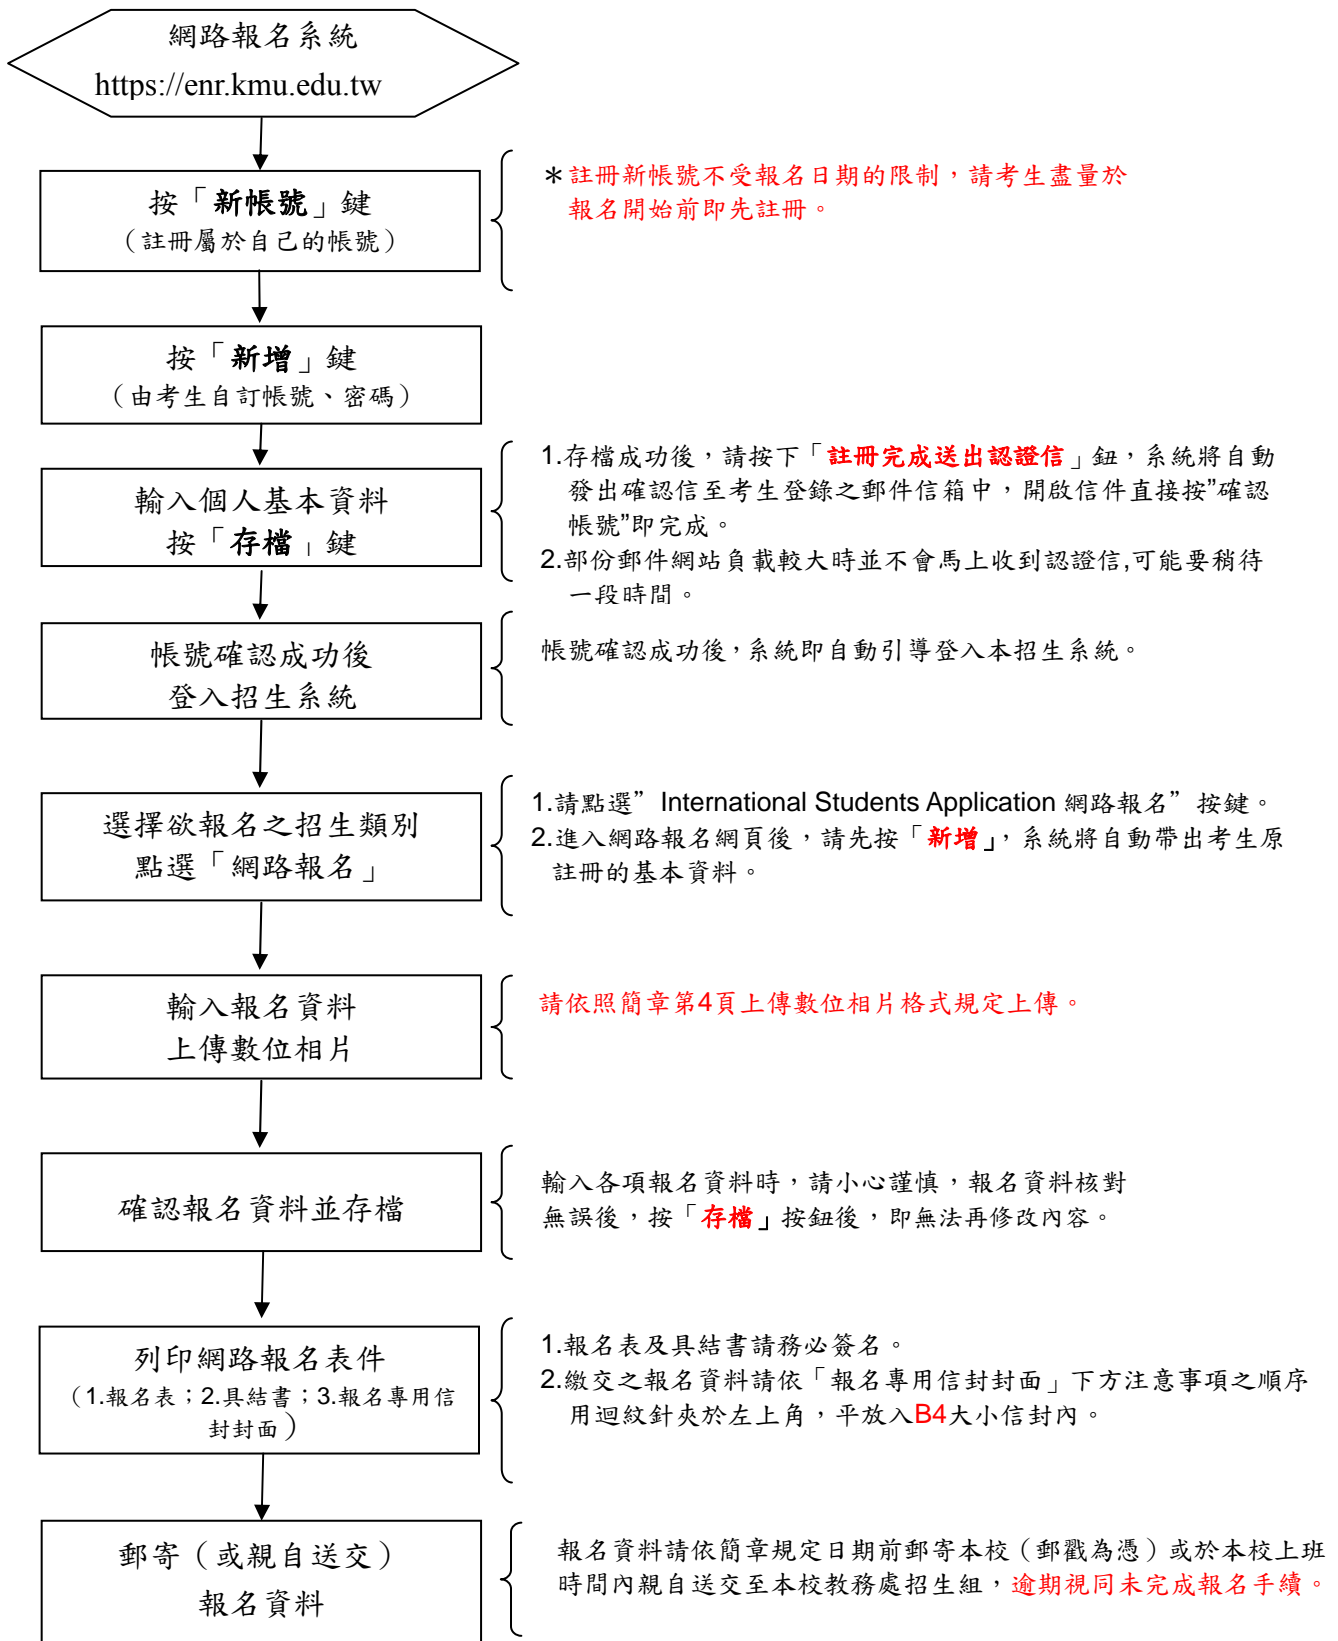 網路報名系統
https://enr.kmu.edu.tw
按「新帳號」鍵
（註冊屬於自己的帳號）
＊註冊新帳號不受報名日期的限制，請考生盡量於
報名開始前即先註冊。
按「新增」鍵
（由考生自訂帳號、密碼）
輸入個人基本資料
按「存檔」鍵
1.存檔成功後，請按下「註冊完成送出認證信」鈕，系統將自動
發出確認信至考生登錄之郵件信箱中，開啟信件直接按”確認
帳號”即完成。
2.部份郵件網站負載較大時並不會馬上收到認證信,可能要稍待
一段時間。
帳號確認成功後
登入招生系統
帳號確認成功後，系統即自動引導登入本招生系統。
選擇欲報名之招生類別
點選「網路報名」
1.請點選” International Students Application 網路報名” 按鍵。
2.進入網路報名網頁後，請先按「新增」，系統將自動帶出考生原
註冊的基本資料。
輸入報名資料
上傳數位相片
請依照簡章第4頁上傳數位相片格式規定上傳。
確認報名資料並存檔
輸入各項報名資料時，請小心謹慎，報名資料核對
無誤後，按「存檔」按鈕後，即無法再修改內容。
列印網路報名表件
（1.報名表；2.具結書；3.報名專用信
封封面）
1.報名表及具結書請務必簽名。
2.繳交之報名資料請依「報名專用信封封面」下方注意事項之順序
用迴紋針夾於左上角，平放入B4大小信封內。
郵寄（或親自送交）
報名資料
報名資料請依簡章規定日期前郵寄本校（郵戳為憑）或於本校上班
時間內親自送交至本校教務處招生組，逾期視同未完成報名手續。